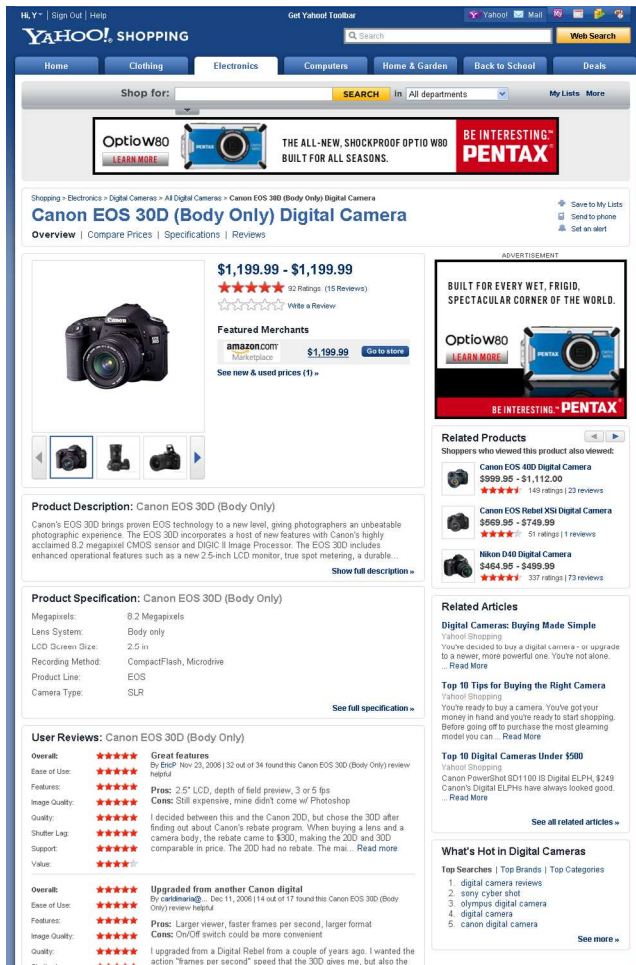 Hi, Y | Sign Out | Help
Get Yahoo! Toolbar
Yahoo! Mail
YAHOO! SHOPPING
Search
Web Search
Home
Clothing
Electronics
Computers
Home & Garden
Back to School
Deals
Shop for:
SEARCH
in All departments
My Lists More
Optio W80
LEARN MORE
PENTAX
THE ALL-NEW, SHOCKPROOF OPTIO W80
BUILT FOR ALL SEASONS.
BE INTERESTING.™
PENTAX
Shopping > Electronics > Digital Cameras > All Digital Cameras > Canon EOS 30D (Body Only) Digital Camera
Canon EOS 30D (Body Only) Digital Camera
Overview | Compare Prices | Specifications | Reviews
Save to My Lists
Send to phone
Set an alert
Canon
$1,199.99 - $1,199.99
92 Ratings (15 Reviews)
Write a Review
Featured Merchants
amazon.com
Marketplace
$1,199.99
Go to store
See new & used prices (1) »
Product Description: Canon EOS 30D (Body Only)
Canon's EOS 30D brings proven EOS technology to a new level, giving photographers an unbeatable
photographic experience. The EOS 30D incorporates a host of new features with Canon's highly
acclaimed 8.2 megapixel CMOS sensor and DIGIC II Image Processor. The EOS 30D includes
enhanced operational features such as a new 2.5-inch LCD monitor, true spot metering, a durable...
Show full description »
Product Specification: Canon EOS 30D (Body Only)
Megapixels: 8.2 Megapixels
Lens System: Body only
LCD Screen Size: 2.5 in
Recording Method: CompactFlash, Microdrive
Product Line: EOS
Camera Type: SLR
See full specification »
User Reviews: Canon EOS 30D (Body Only)
Overall:
Ease of Use:
Features:
Image Quality:
Quality:
Shutter Lag:
Support:
Value:
Great features
By EricP Nov 23, 2006 | 32 out of 34 found this Canon EOS 30D (Body Only) review
helpful
Pros: 2.5" LCD, depth of field preview, 3 or 5 fps
Cons: Still expensive, mine didn't come w/ Photoshop
I decided between this and the Canon 20D, but chose the 30D after
finding out about Canon's rebate program. When buying a lens and a
camera body, the rebate came to $300, making the 20D and 30D
comparable in price. The 20D had no rebate. The mai... Read more
Overall:
Ease of Use:
Features:
Image Quality:
Quality:
Upgraded from another Canon digital
By carldimaria@... Dec 11, 2006 | 14 out of 17 found this Canon EOS 30D (Body
Only) review helpful
Pros: Larger viewer, faster frames per second, larger format
Cons: On/Off switch could be more convenient
I upgraded from a Digital Rebel from a couple of years ago. I wanted the
action "frames per second" speed that the 30D gives me, but also the
ADVERTISEMENT
BUILT FOR EVERY WET, FRIGID,
SPECTACULAR CORNER OF THE WORLD.
Optio W80
LEARN MORE
PENTAX
BE INTERESTING.™ PENTAX
Related Products
Shoppers who viewed this product also viewed:
Canon EOS 40D Digital Camera
$999.95 - $1,112.00
149 ratings | 23 reviews
Canon EOS Rebel XSi Digital Camera
$569.95 - $749.99
51 ratings | 1 reviews
Nikon D40 Digital Camera
$464.95 - $499.99
337 ratings | 73 reviews
Related Articles
Digital Cameras: Buying Made Simple
Yahoo! Shopping
You've decided to buy a digital camera - or upgrade
to a newer, more powerful one. You're not alone.
... Read More
Top 10 Tips for Buying the Right Camera
Yahoo! Shopping
You're ready to buy a camera. You've got your
money in hand and you're ready to start shopping.
Before going off to purchase the most gleaming
model you can ... Read More
Top 10 Digital Cameras Under $500
Yahoo! Shopping
Canon PowerShot SD1100 IS Digital ELPH, $249
Canon's Digital ELPHs have always looked good.
... Read More
See all related articles »
What's Hot in Digital Cameras
Top Searches | Top Brands | Top Categories
1. digital camera reviews
2. sony cyber shot
3. olympus digital camera
4. digital camera
5. canon digital camera
See more »